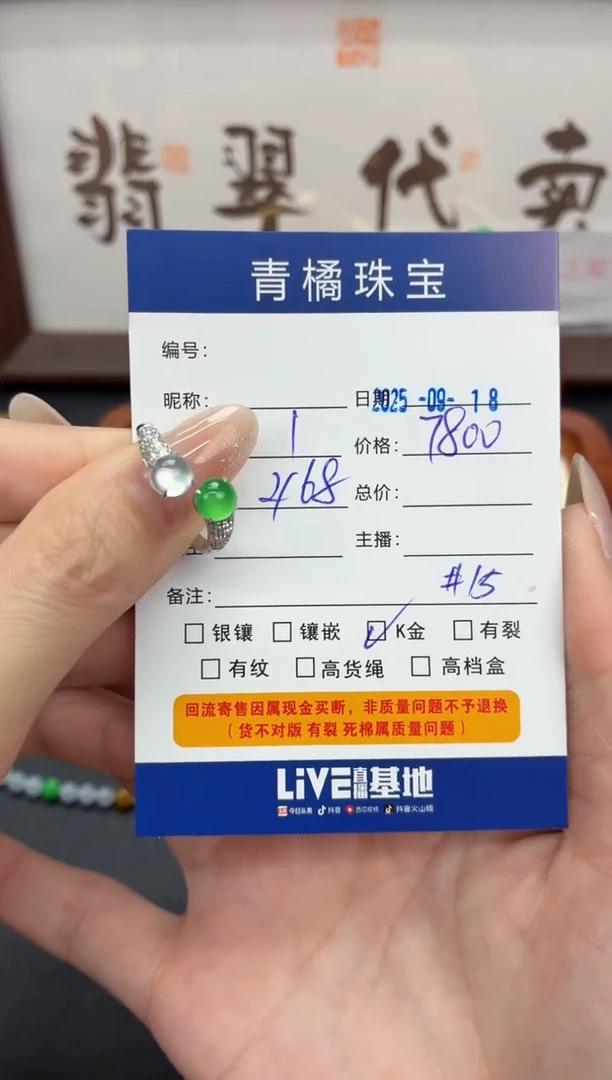 翡翠代卖
青橘珠宝
编号：
昵称： 日期：2025-09-18
1 价格：7800
468 总价：
主播：
备注： #15
□银镶 □镶嵌 ☑K金 □有裂
□有纹 □高货绳 □高档盒
回流寄售因属现金买断，非质量问题不予退换
（货不对版 有裂 死棉属质量问题）
LiVE直播基地
今日头条 抖音 西瓜视频 抖音火山版